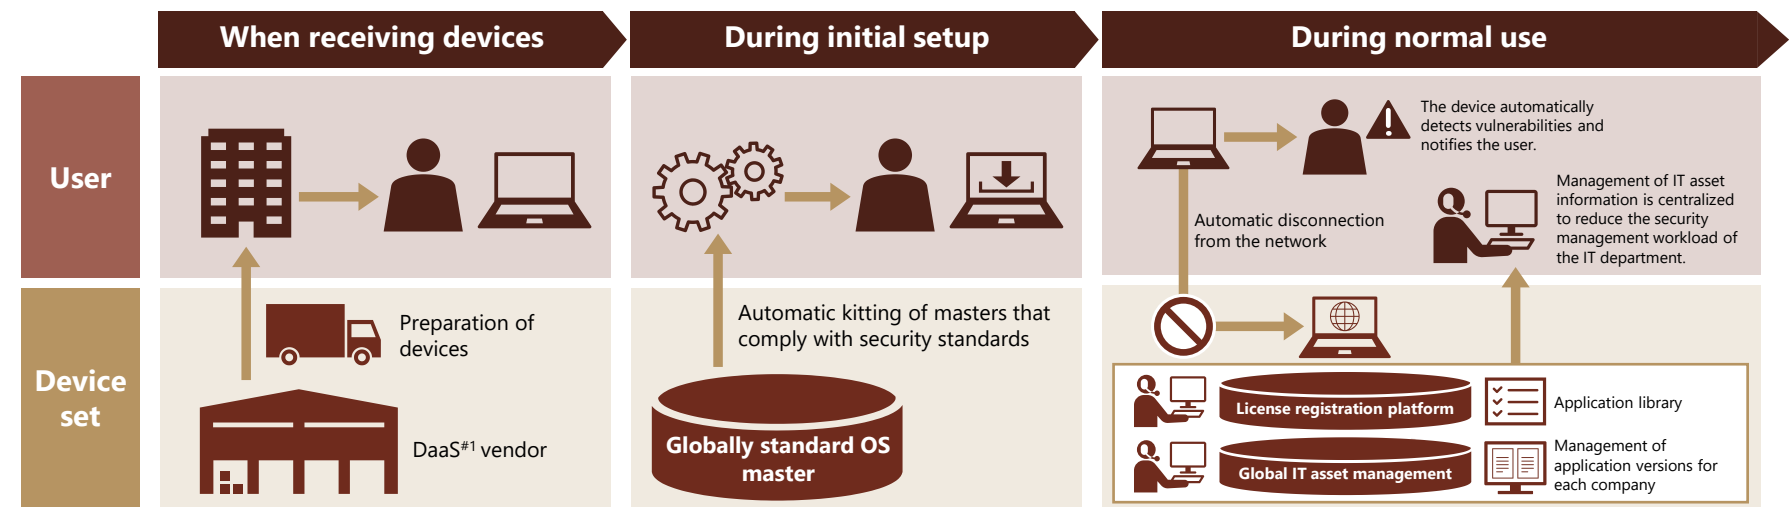 When receiving devices
During initial setup
During normal use
User
The device automatically
detects vulnerabilities and
notifies the user.
Automatic disconnection
from the network
Management of IT asset
information is centralized
to reduce the security
management workload of
the IT department.
Device
set
Preparation of
devices
DaaS#1 vendor
Automatic kitting of masters that
comply with security standards
Globally standard OS
master
License registration platform
Application library
Global IT asset management
Management of
application versions for
each company